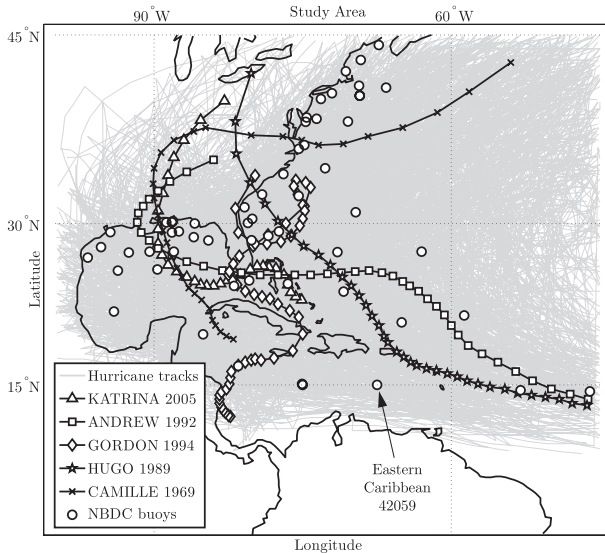 Study Area
90°W
60°W
45°N
30°N
15°N
Latitude
Hurricane tracks
KATRINA 2005
ANDREW 1992
GORDON 1994
HUGO 1989
CAMILLE 1969
NBDC buoys
Eastern
Caribbean
42059
Longitude